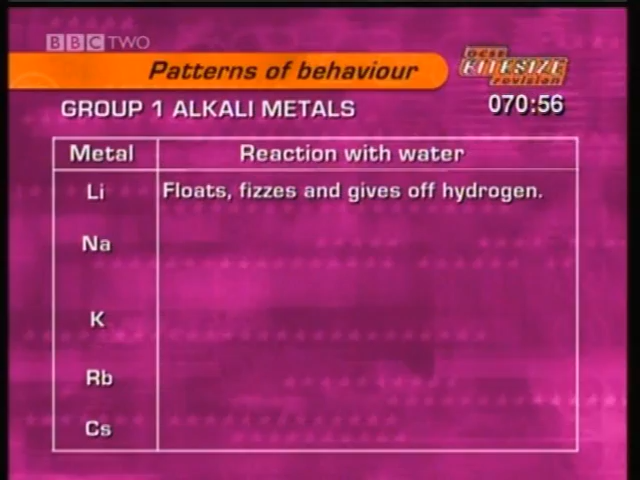 BBC TWO
Patterns of behaviour
GCSE
BITESIZE
revision
GROUP 1 ALKALI METALS
070:56
Metal Reaction with water
Li Floats, fizzes and gives off hydrogen.
Na
K
Rb
Cs